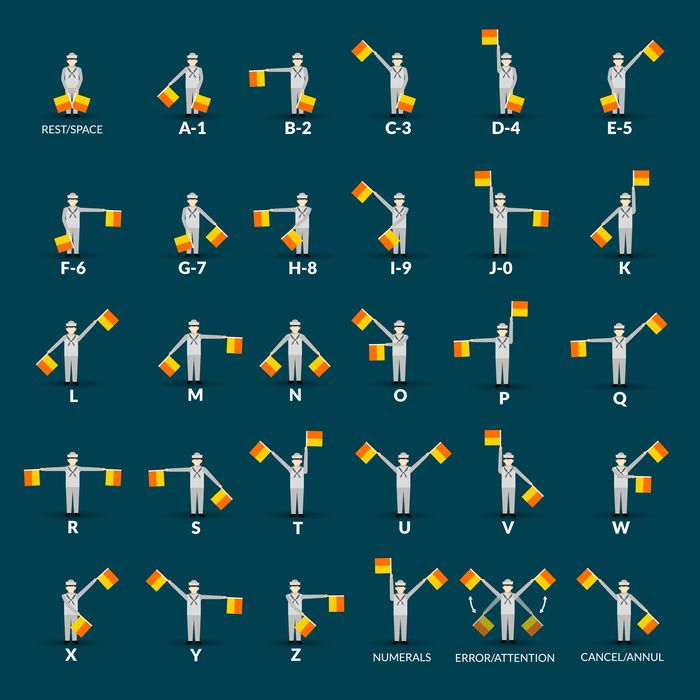 REST/SPACE A-1 B-2 C-3 D-4 E-5
F-6 G-7 H-8 I-9 J-0 K
L M N O P Q
R S T U V W
X Y Z NUMERALS ERROR/ATTENTION CANCEL/ANNUL